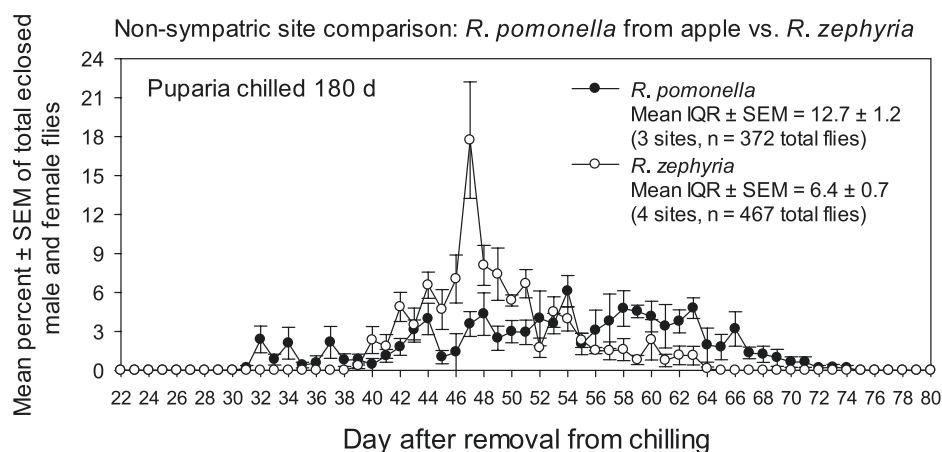 Non-sympatric site comparison: R. pomonella from apple vs. R. zephyria
Mean percent ± SEM of total eclosed
male and female flies
24
21
18
15
12
9
6
3
0
Puparia chilled 180 d
R. pomonella
Mean IQR ± SEM = 12.7 ± 1.2
(3 sites, n = 372 total flies)
R. zephyria
Mean IQR ± SEM = 6.4 ± 0.7
(4 sites, n = 467 total flies)
22 24 26 28 30 32 34 36 38 40 42 44 46 48 50 52 54 56 58 60 62 64 66 68 70 72 74 76 78 80
Day after removal from chilling